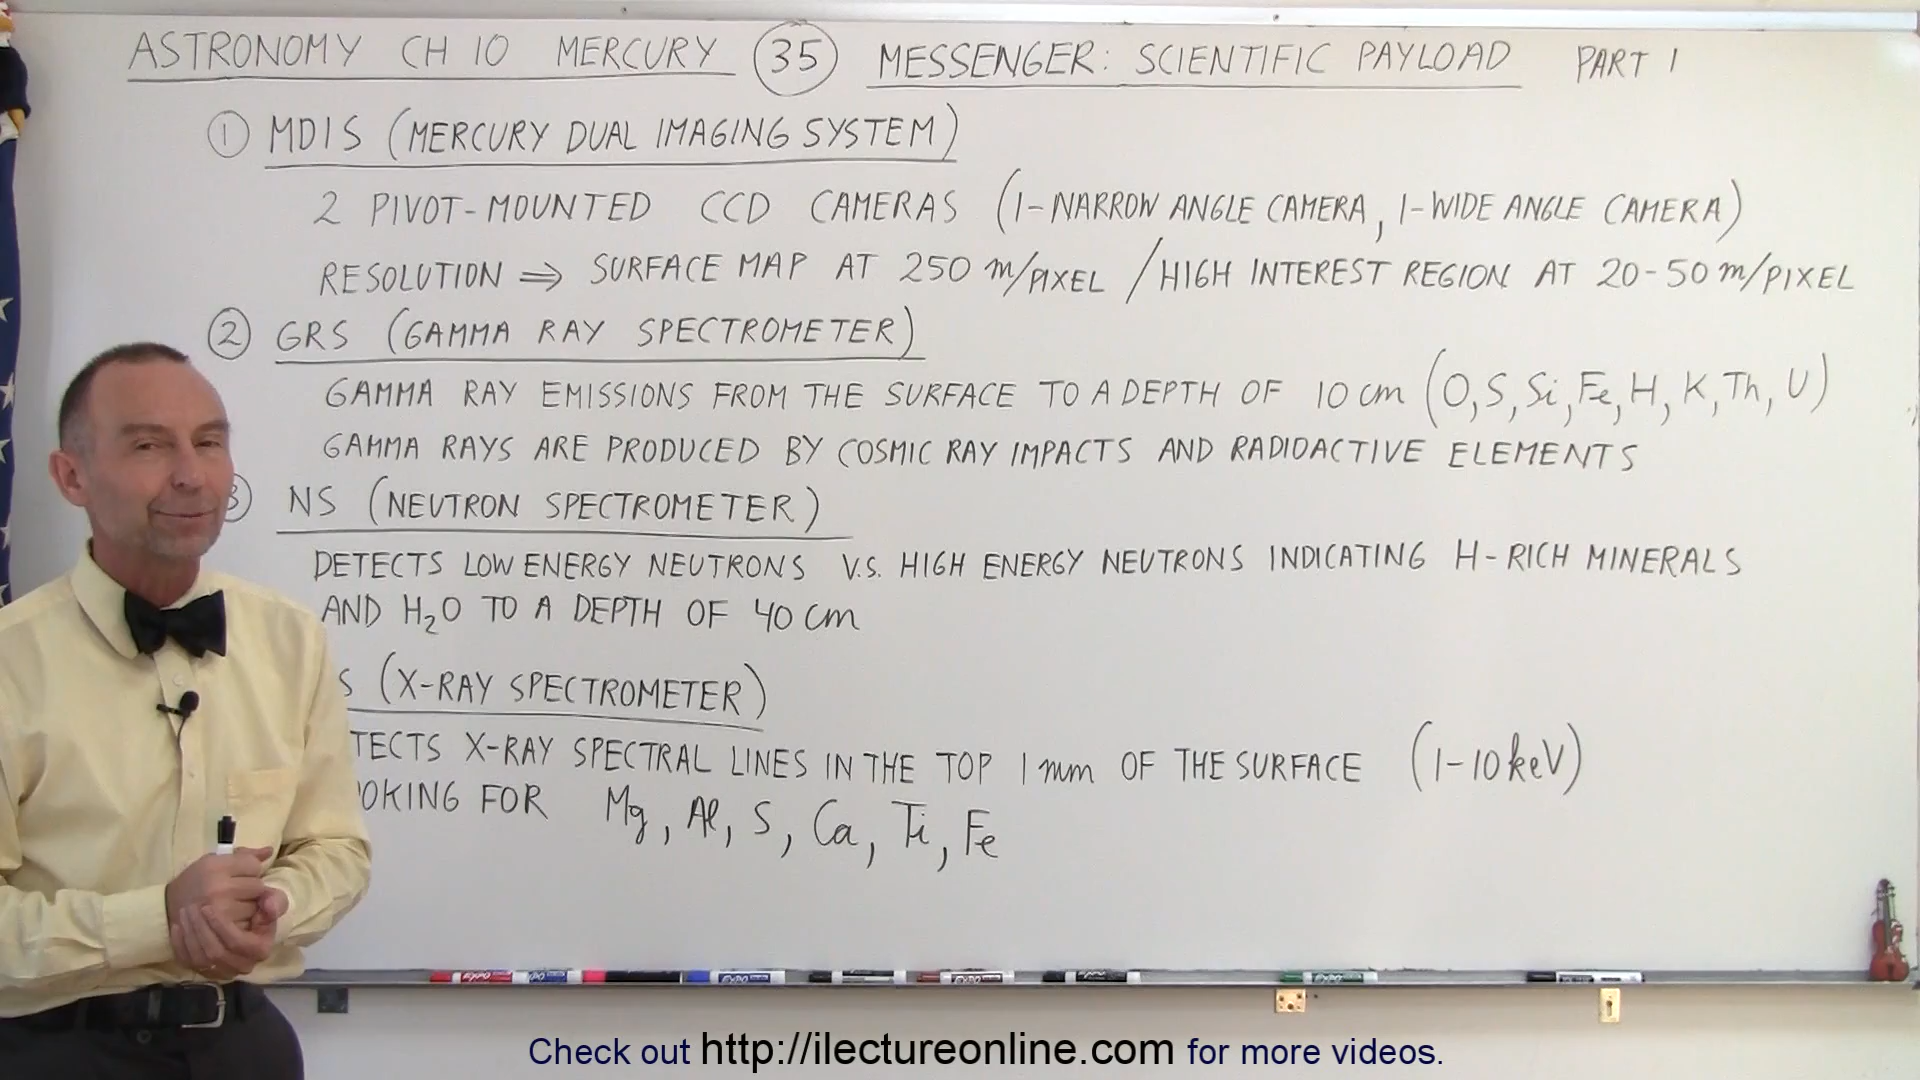 ASTRONOMY CH 10 MERCURY 35 MESSENGER: SCIENTIFIC PAYLOAD PART 1
1 MDIS (MERCURY DUAL IMAGING SYSTEM)
2 PIVOT-MOUNTED CCD CAMERAS (1-NARROW ANGLE CAMERA, 1-WIDE ANGLE CAMERA)
RESOLUTION ⇒ SURFACE MAP AT 250 m/PIXEL / HIGH INTEREST REGION AT 20-50 m/PIXEL
2 GRS (GAMMA RAY SPECTROMETER)
GAMMA RAY EMISSIONS FROM THE SURFACE TO A DEPTH OF 10 cm (O, S, Si, Fe, H, K, Th, U)
GAMMA RAYS ARE PRODUCED BY COSMIC RAY IMPACTS AND RADIOACTIVE ELEMENTS
3 NS (NEUTRON SPECTROMETER)
DETECTS LOW ENERGY NEUTRONS V.S. HIGH ENERGY NEUTRONS INDICATING H-RICH MINERALS
AND H₂O TO A DEPTH OF 40 cm
S (X-RAY SPECTROMETER)
TECTS X-RAY SPECTRAL LINES IN THE TOP 1 mm OF THE SURFACE (1-10 keV)
OOKING FOR Mg, Al, S, Ca, Ti, Fe
Check out http://ilectureonline.com for more videos.